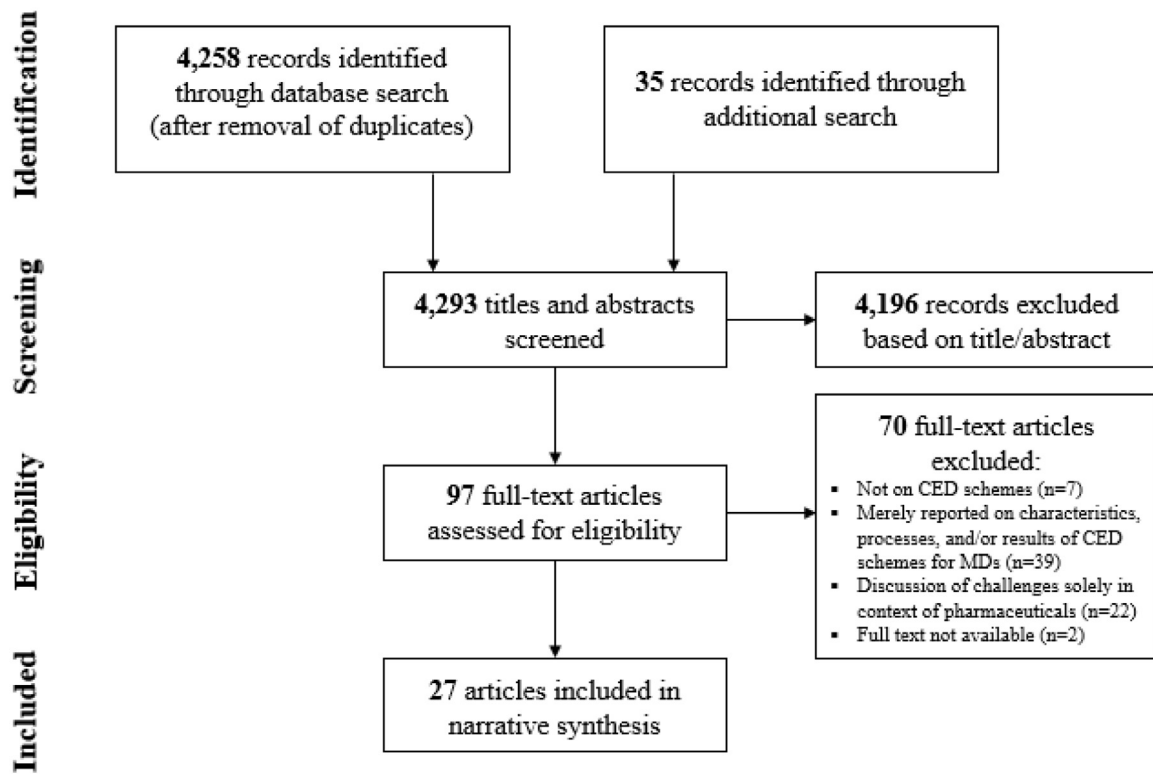 Identification
4,258 records identified
through database search
(after removal of duplicates)
35 records identified through
additional search
Screening
4,293 titles and abstracts
screened
4,196 records excluded
based on title/abstract
Eligibility
97 full-text articles
assessed for eligibility
70 full-text articles
excluded:
▪ Not on CED schemes (n=7)
▪ Merely reported on characteristics,
processes, and/or results of CED
schemes for MDs (n=39)
▪ Discussion of challenges solely in
context of pharmaceuticals (n=22)
▪ Full text not available (n=2)
Included
27 articles included in
narrative synthesis